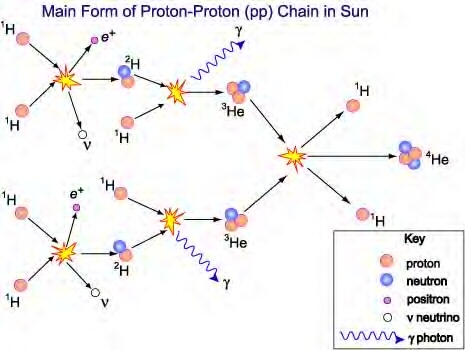 Main Form of Proton-Proton (pp) Chain in Sun
¹H
e⁺
γ
²H
³He
¹H
¹H
ν
¹H
⁴He
¹H
e⁺
¹H
³He
¹H
²H
γ
¹H
ν
Key
proton
neutron
positron
ν neutrino
γ photon